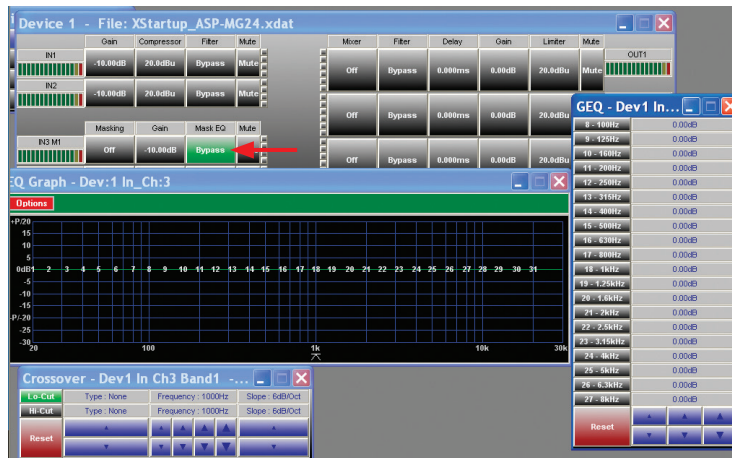 Device 1 - File: XStartup_ASP-MG24.xdat
Gain Compressor Filter Mute Mixer Filter Delay Gain Limiter Mute
IN1 OUT1
-10.00dB 20.0dBu Bypass Mute Off Bypass 0.000ms 0.00dB 20.0dBu Mute
IN2
-10.00dB 20.0dBu Bypass Mute
Off Bypass 0.000ms 0.00dB 20.0dBu
Masking Gain Mask EQ Mute
IN3 M1
Off -10.00dB Bypass
Off Bypass 0.000ms 0.00dB 20.0dBu
GEQ - Dev1 In...
8 - 100Hz 0.00dB
9 - 125Hz 0.00dB
10 - 160Hz 0.00dB
11 - 200Hz 0.00dB
12 - 250Hz 0.00dB
13 - 315Hz 0.00dB
14 - 400Hz 0.00dB
15 - 500Hz 0.00dB
16 - 630Hz 0.00dB
17 - 800Hz 0.00dB
18 - 1kHz 0.00dB
19 - 1.25kHz 0.00dB
20 - 1.6kHz 0.00dB
21 - 2kHz 0.00dB
22 - 2.5kHz 0.00dB
23 - 3.15kHz 0.00dB
24 - 4kHz 0.00dB
25 - 5kHz 0.00dB
26 - 6.3kHz 0.00dB
27 - 8kHz 0.00dB
Reset
EQ Graph - Dev:1 In_Ch:3
Options
+P/20
15
10
5
0dB1 2 3 4 5 6 7 8 9 10 11 12 13 14 15 16 17 18 19 20 21 22 23 24 25 26 27 28 29 30 31
-5
-10
-15
-P/-20
-25
-30
20 100 1k 10k 30k
Crossover - Dev1 In Ch3 Band1 -...
Lo-Cut Type : None Frequency : 1000Hz Slope : 6dB/Oct
Hi-Cut Type : None Frequency : 1000Hz Slope : 6dB/Oct
Reset